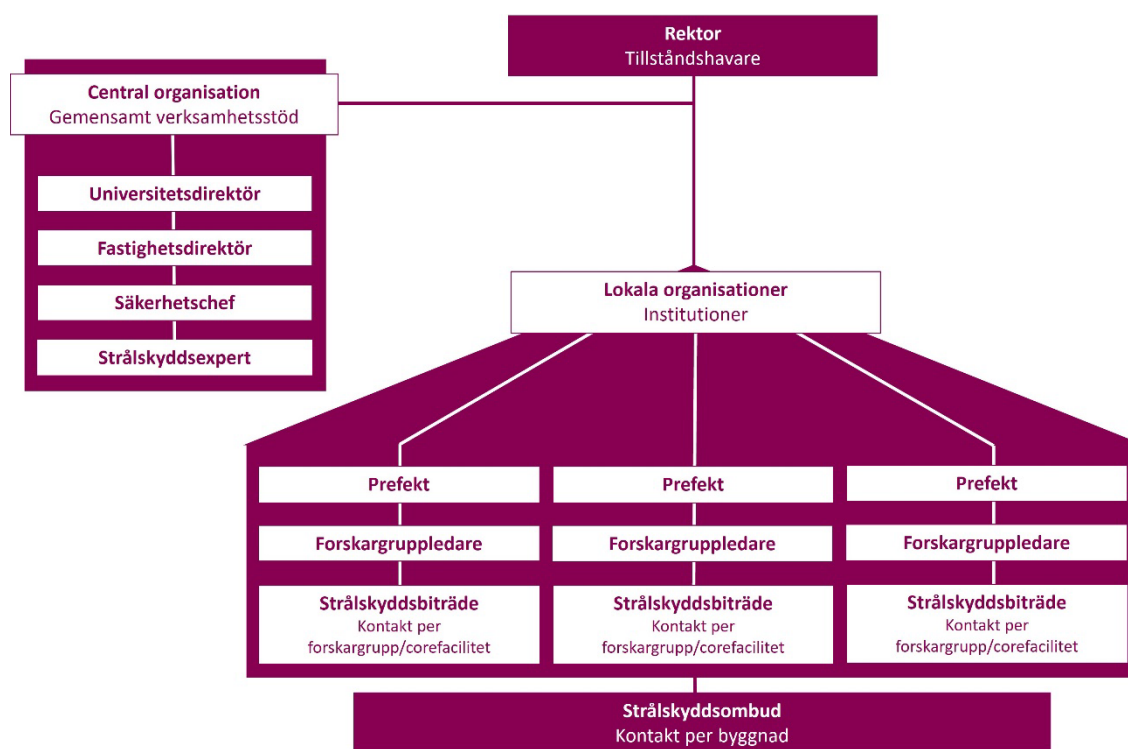 Rektor
Tillståndshavare
Central organisation
Gemensamt verksamhetsstöd
Universitetsdirektör
Fastighetsdirektör
Säkerhetschef
Strålskyddsexpert
Lokala organisationer
Institutioner
Prefekt
Forskargruppledare
Strålskyddsbiträde
Kontakt per
forskargrupp/corefacilitet
Prefekt
Forskargruppledare
Strålskyddsbiträde
Kontakt per
forskargrupp/corefacilitet
Prefekt
Forskargruppledare
Strålskyddsbiträde
Kontakt per
forskargrupp/corefacilitet
Strålskyddsombud
Kontakt per byggnad